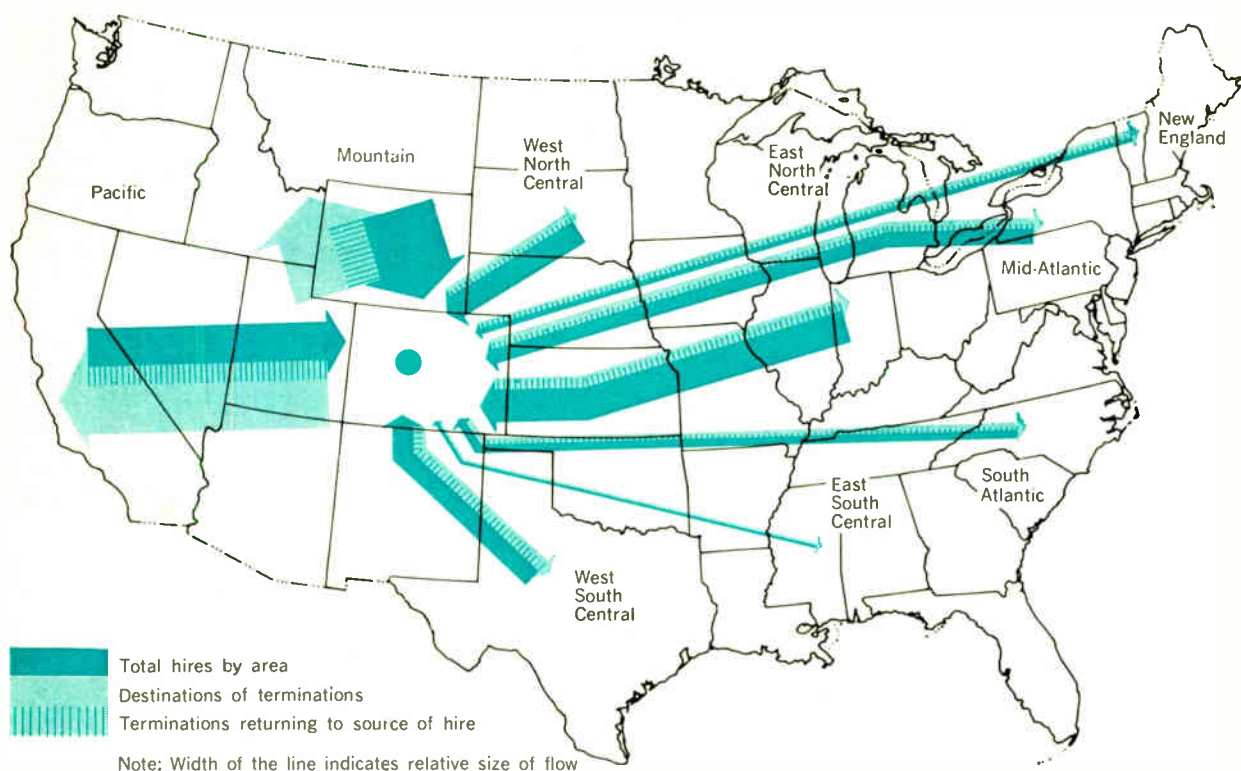 Pacific
Mountain
West
North
Central
East
North
Central
New
England
Mid-Atlantic
South
Atlantic
East
South
Central
West
South
Central
Total hires by area
Destinations of terminations
Terminations returning to source of hire
Note: Width of the line indicates relative size of flow